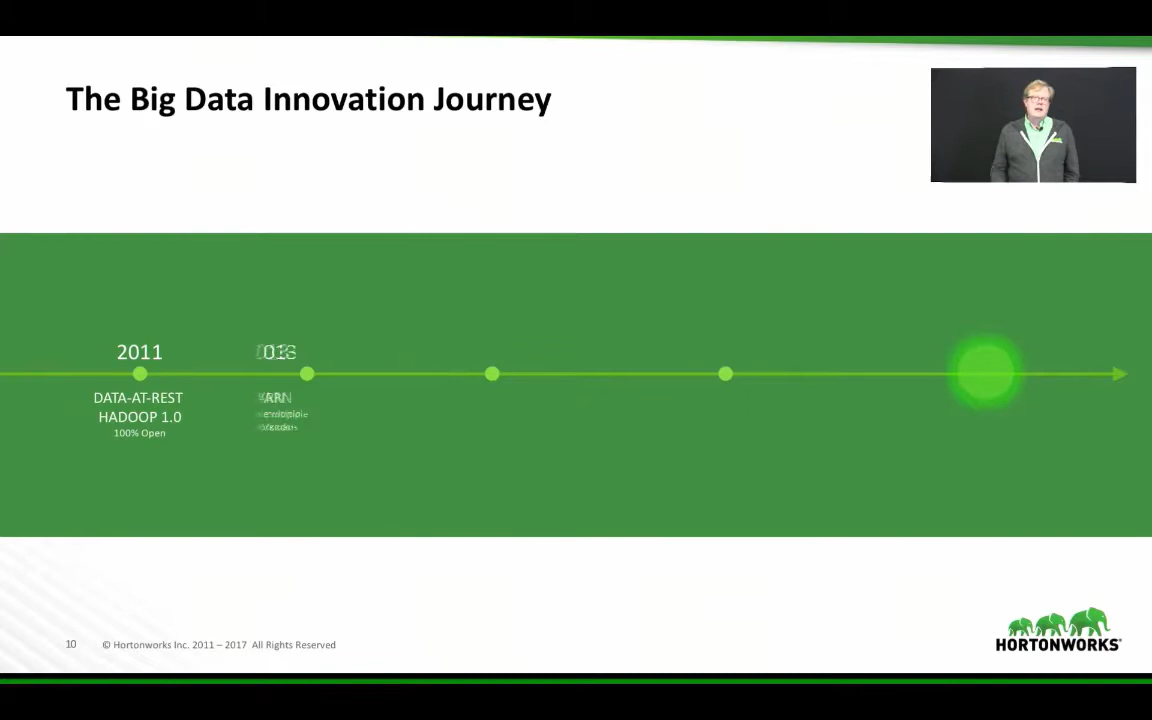 The Big Data Innovation Journey
2011
DATA-AT-REST
HADOOP 1.0
100% Open
10 © Hortonworks Inc. 2011 – 2017 All Rights Reserved
HORTONWORKS®